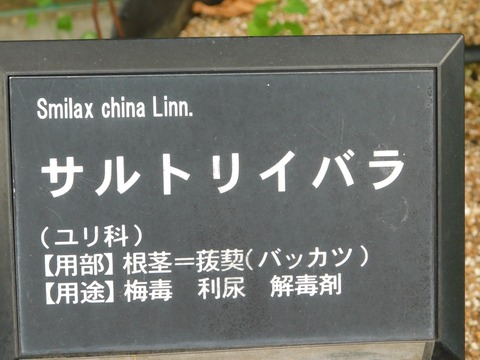 Smilax china Linn.
サルトリイバラ
(ユリ科)
【用部】根茎=菝葜(バッカツ)
【用途】梅毒 利尿 解毒剤